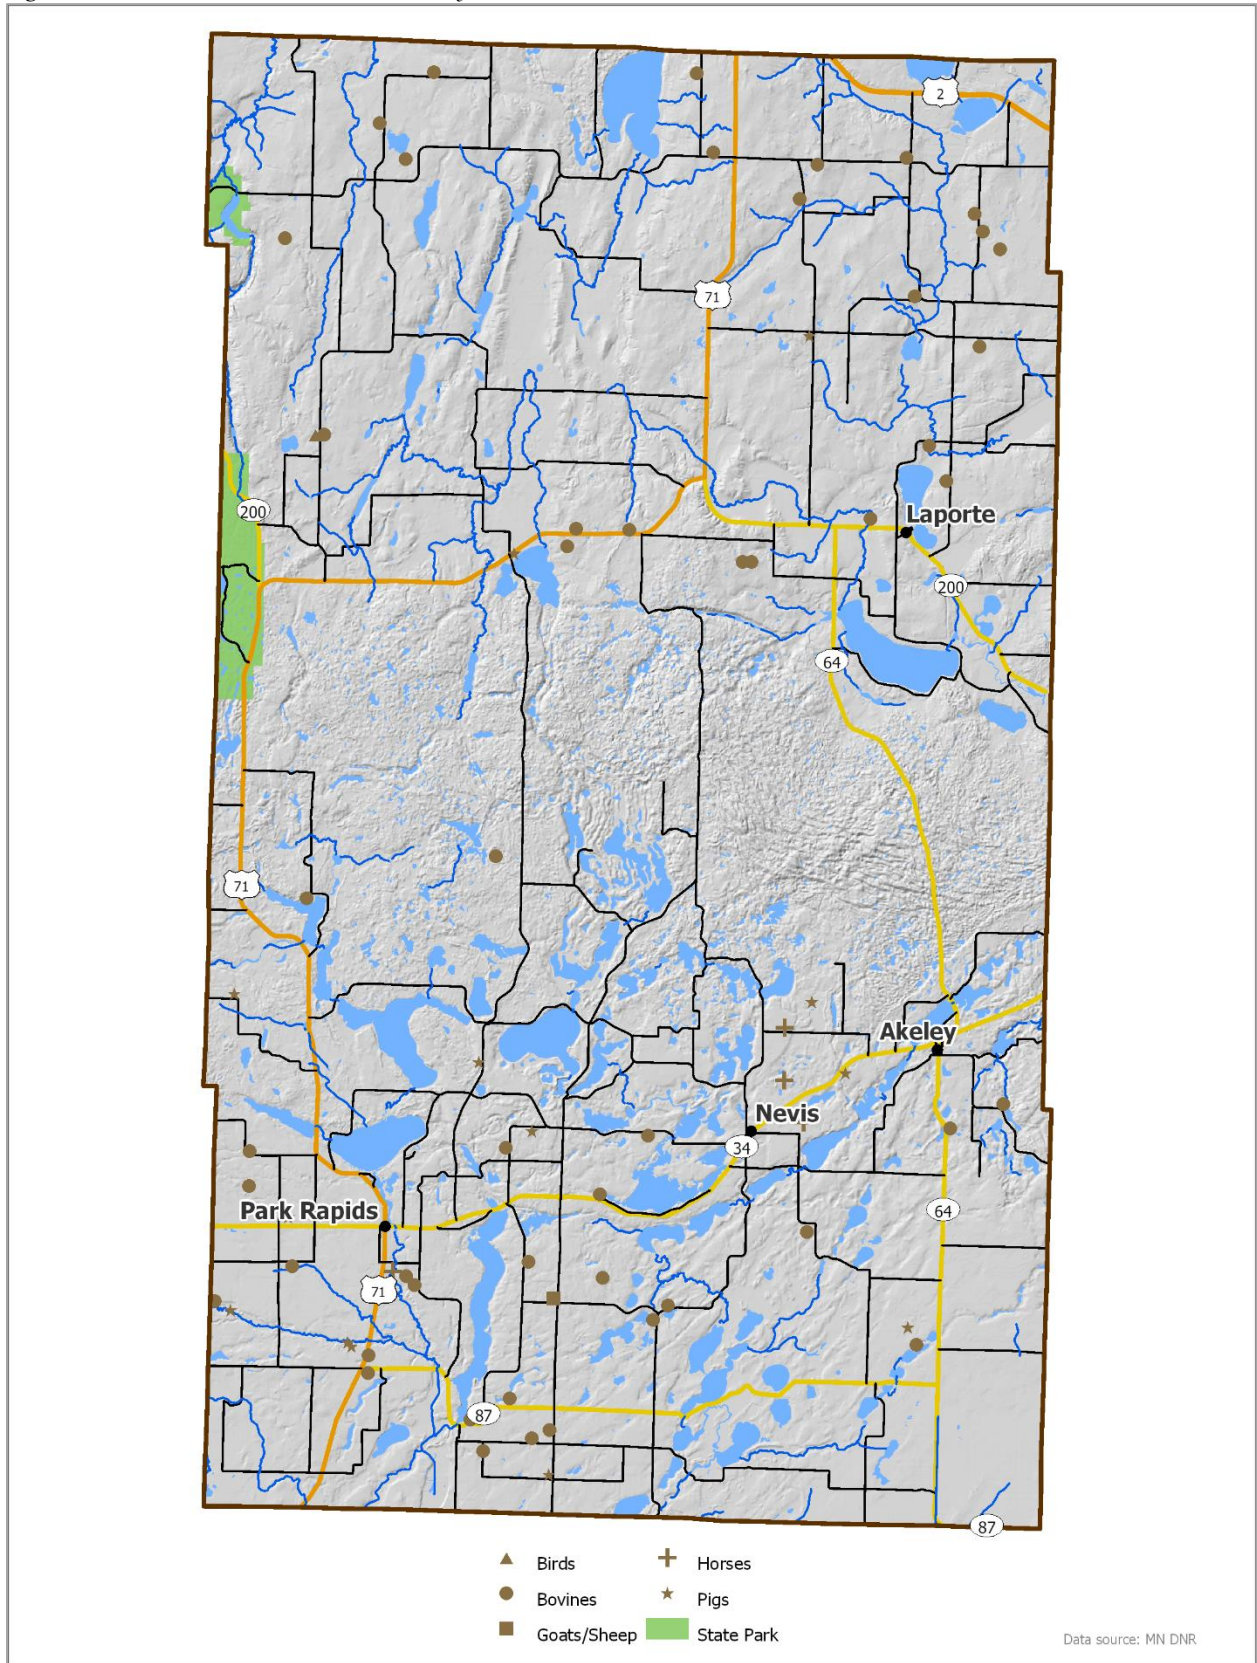 2
71
200
Laporte
200
64
71
Akeley
Nevis
34
Park Rapids
64
71
87
87
Birds
Horses
Bovines
Pigs
Goats/Sheep
State Park
Data source: MN DNR